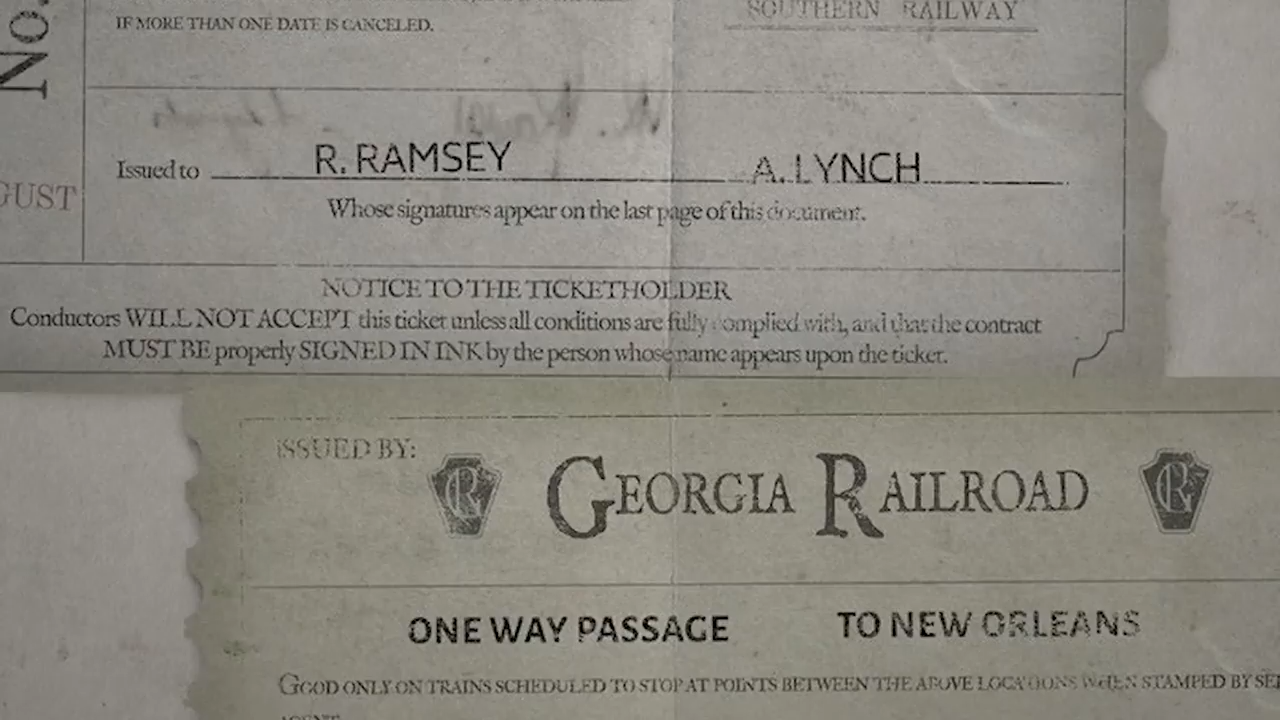 No.
IF MORE THAN ONE DATE IS CANCELED.
SOUTHERN RAILWAY
GUST
Issued to R. RAMSEY A. LYNCH
Whose signatures appear on the last page of this document.
NOTICE TO THE TICKETHOLDER
Conductors WILL NOT ACCEPT this ticket unless all conditions are fully complied with, and that the contract
MUST BE properly SIGNED IN INK by the person whose name appears upon the ticket.
ISSUED BY:
GEORGIA RAILROAD
ONE WAY PASSAGE TO NEW ORLEANS
GOOD ONLY ON TRAINS SCHEDULED TO STOP AT POINTS BETWEEN THE ABOVE LOCATIONS WHEN STAMPED BY